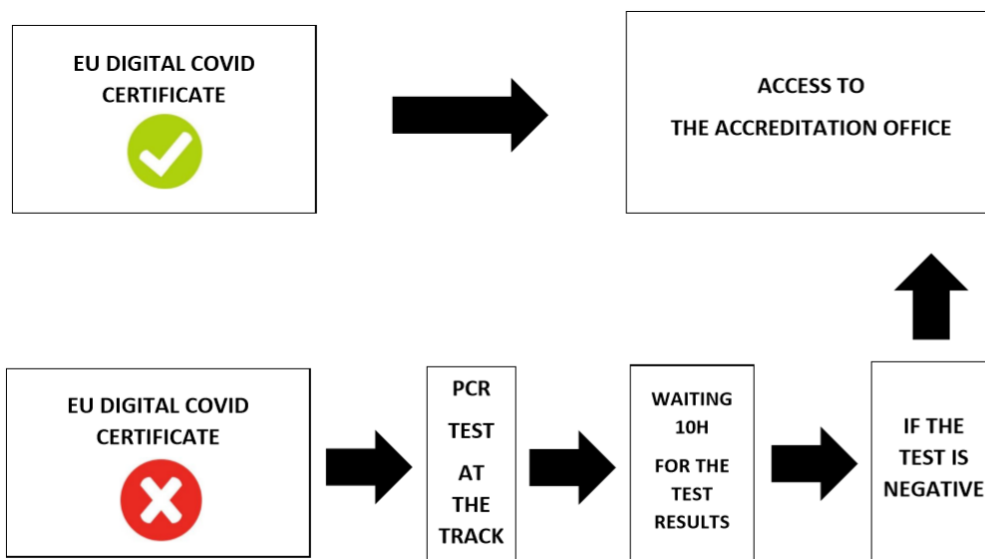 EU DIGITAL COVID
CERTIFICATE
ACCESS TO
THE ACCREDITATION OFFICE
EU DIGITAL COVID
CERTIFICATE
PCR
TEST
AT
THE
TRACK
WAITING
10H
FOR THE
TEST
RESULTS
IF THE
TEST IS
NEGATIVE